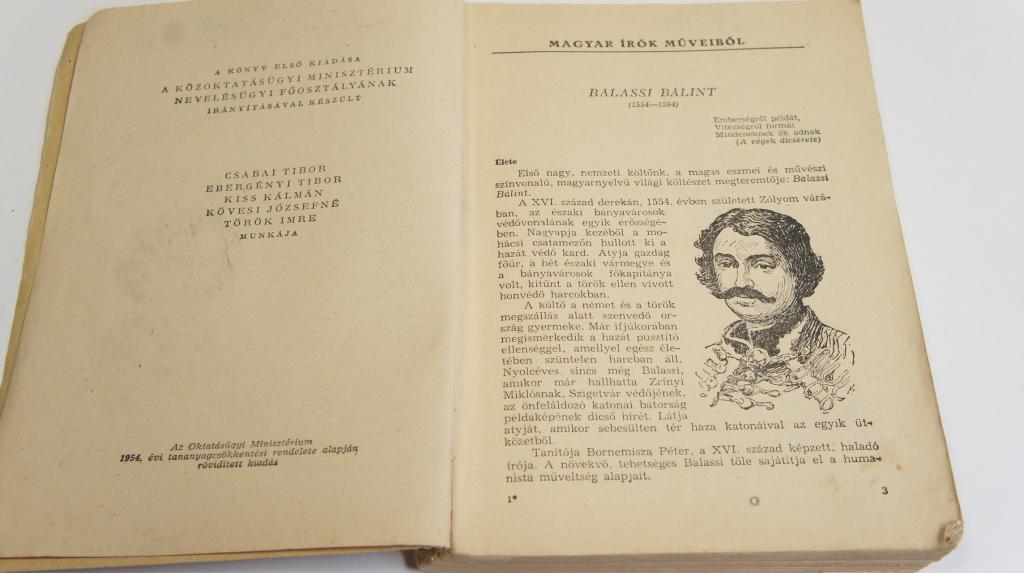 A KÖNYV ELSŐ KIADÁSA
A KÖZOKTATÁSÜGYI MINISZTÉRIUM
NEVELÉSÜGYI FŐOSZTÁLYÁNAK
IRÁNYÍTÁSÁVAL KÉSZÜLT
CSABAI TIBOR
EBERGÉNYI TIBOR
KISS KÁLMÁN
KÖVESI JÓZSEFNÉ
TÖRÖK IMRE
MUNKÁJA
Az Oktatásügyi Minisztérium
1954. évi tananyagcsökkentési rendelete alapján
rövidített kiadás
MAGYAR ÍRÓK MŰVEIBŐL
BALASSI BÁLINT
(1554—1594)
Emberségről példát,
Vitézségről formát
Mindeneknek ők adnak
(A végek dicsérete)
Élete
Első nagy, nemzeti költőnk, a magas eszmei és művészi
színvonalú, magyarnyelvű világi költészet megteremtője: Balassi
Bálint.
A XVI. század derekán, 1554. évben született Zólyom várá-
ban, az északi bányavárosok
védővonalának egyik erősségé-
ben. Nagyapja kezéből a mo-
hácsi csatamezőn hullott ki a
hazát védő kard. Atyja gazdag
főúr, a hét északi vármegye és
a bányavárosok főkapitánya
volt, kitűnt a török ellen vívott
honvédő harcokban.
A költő a német és a török
megszállás alatt szenvedő or-
szág gyermeke. Már ifjúkorában
megismerkedik a hazát pusztító
ellenséggel, amellyel egész éle-
tében szüntelen harcban áll.
Nyolcéves sincs még Balassi,
amikor már hallhatta Zrínyi
Miklósnak, Szigetvár védőjének,
az önfeláldozó katonai bátorság
példaképének dicső hírét. Látja
atyját, amikor sebesülten tér haza katonáival az egyik üt-
közetből.
Tanítója Bornemisza Péter, a XVI. század képzett, haladó
írója. A növekvő, tehetséges Balassi tőle sajátítja el a huma-
nista műveltség alapjait.
1*
3